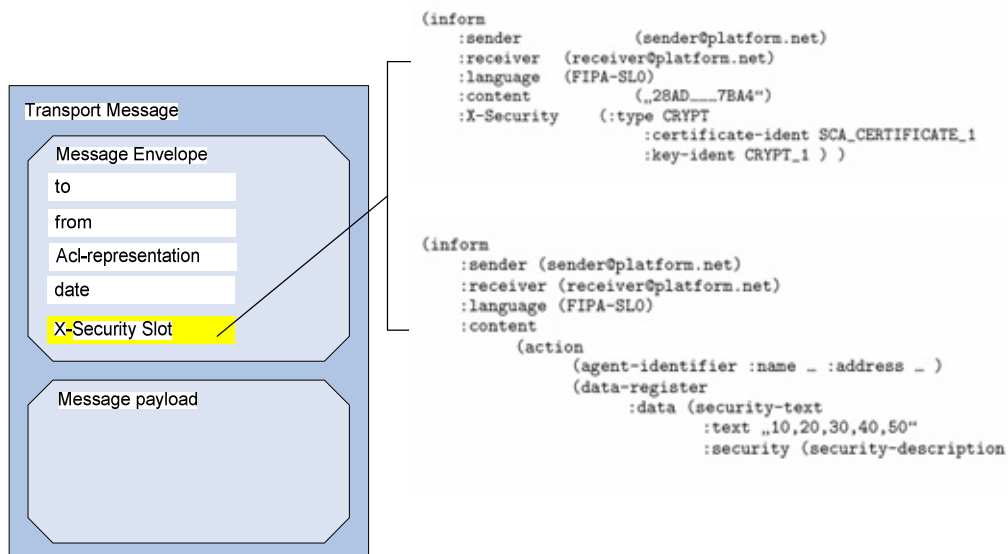 Transport Message
Message Envelope
to
from
Acl-representation
date
X-Security Slot
Message payload
(inform
:sender (sender@platform.net)
:receiver (receiver@platform.net)
:language (FIPA-SL0)
:content („28AD___7BA4“)
:X-Security (:type CRYPT
:certificate-ident SCA_CERTIFICATE_1
:key-ident CRYPT_1 ) )
(inform
:sender (sender@platform.net)
:receiver (receiver@platform.net)
:language (FIPA-SL0)
:content
(action
(agent-identifier :name … :address … )
(data-register
:data (security-text
:text „10,20,30,40,50“
:security (security-description